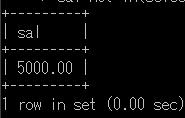 +---------+
| sal     |
+---------+
| 5000.00 |
+---------+
1 row in set (0.00 sec)